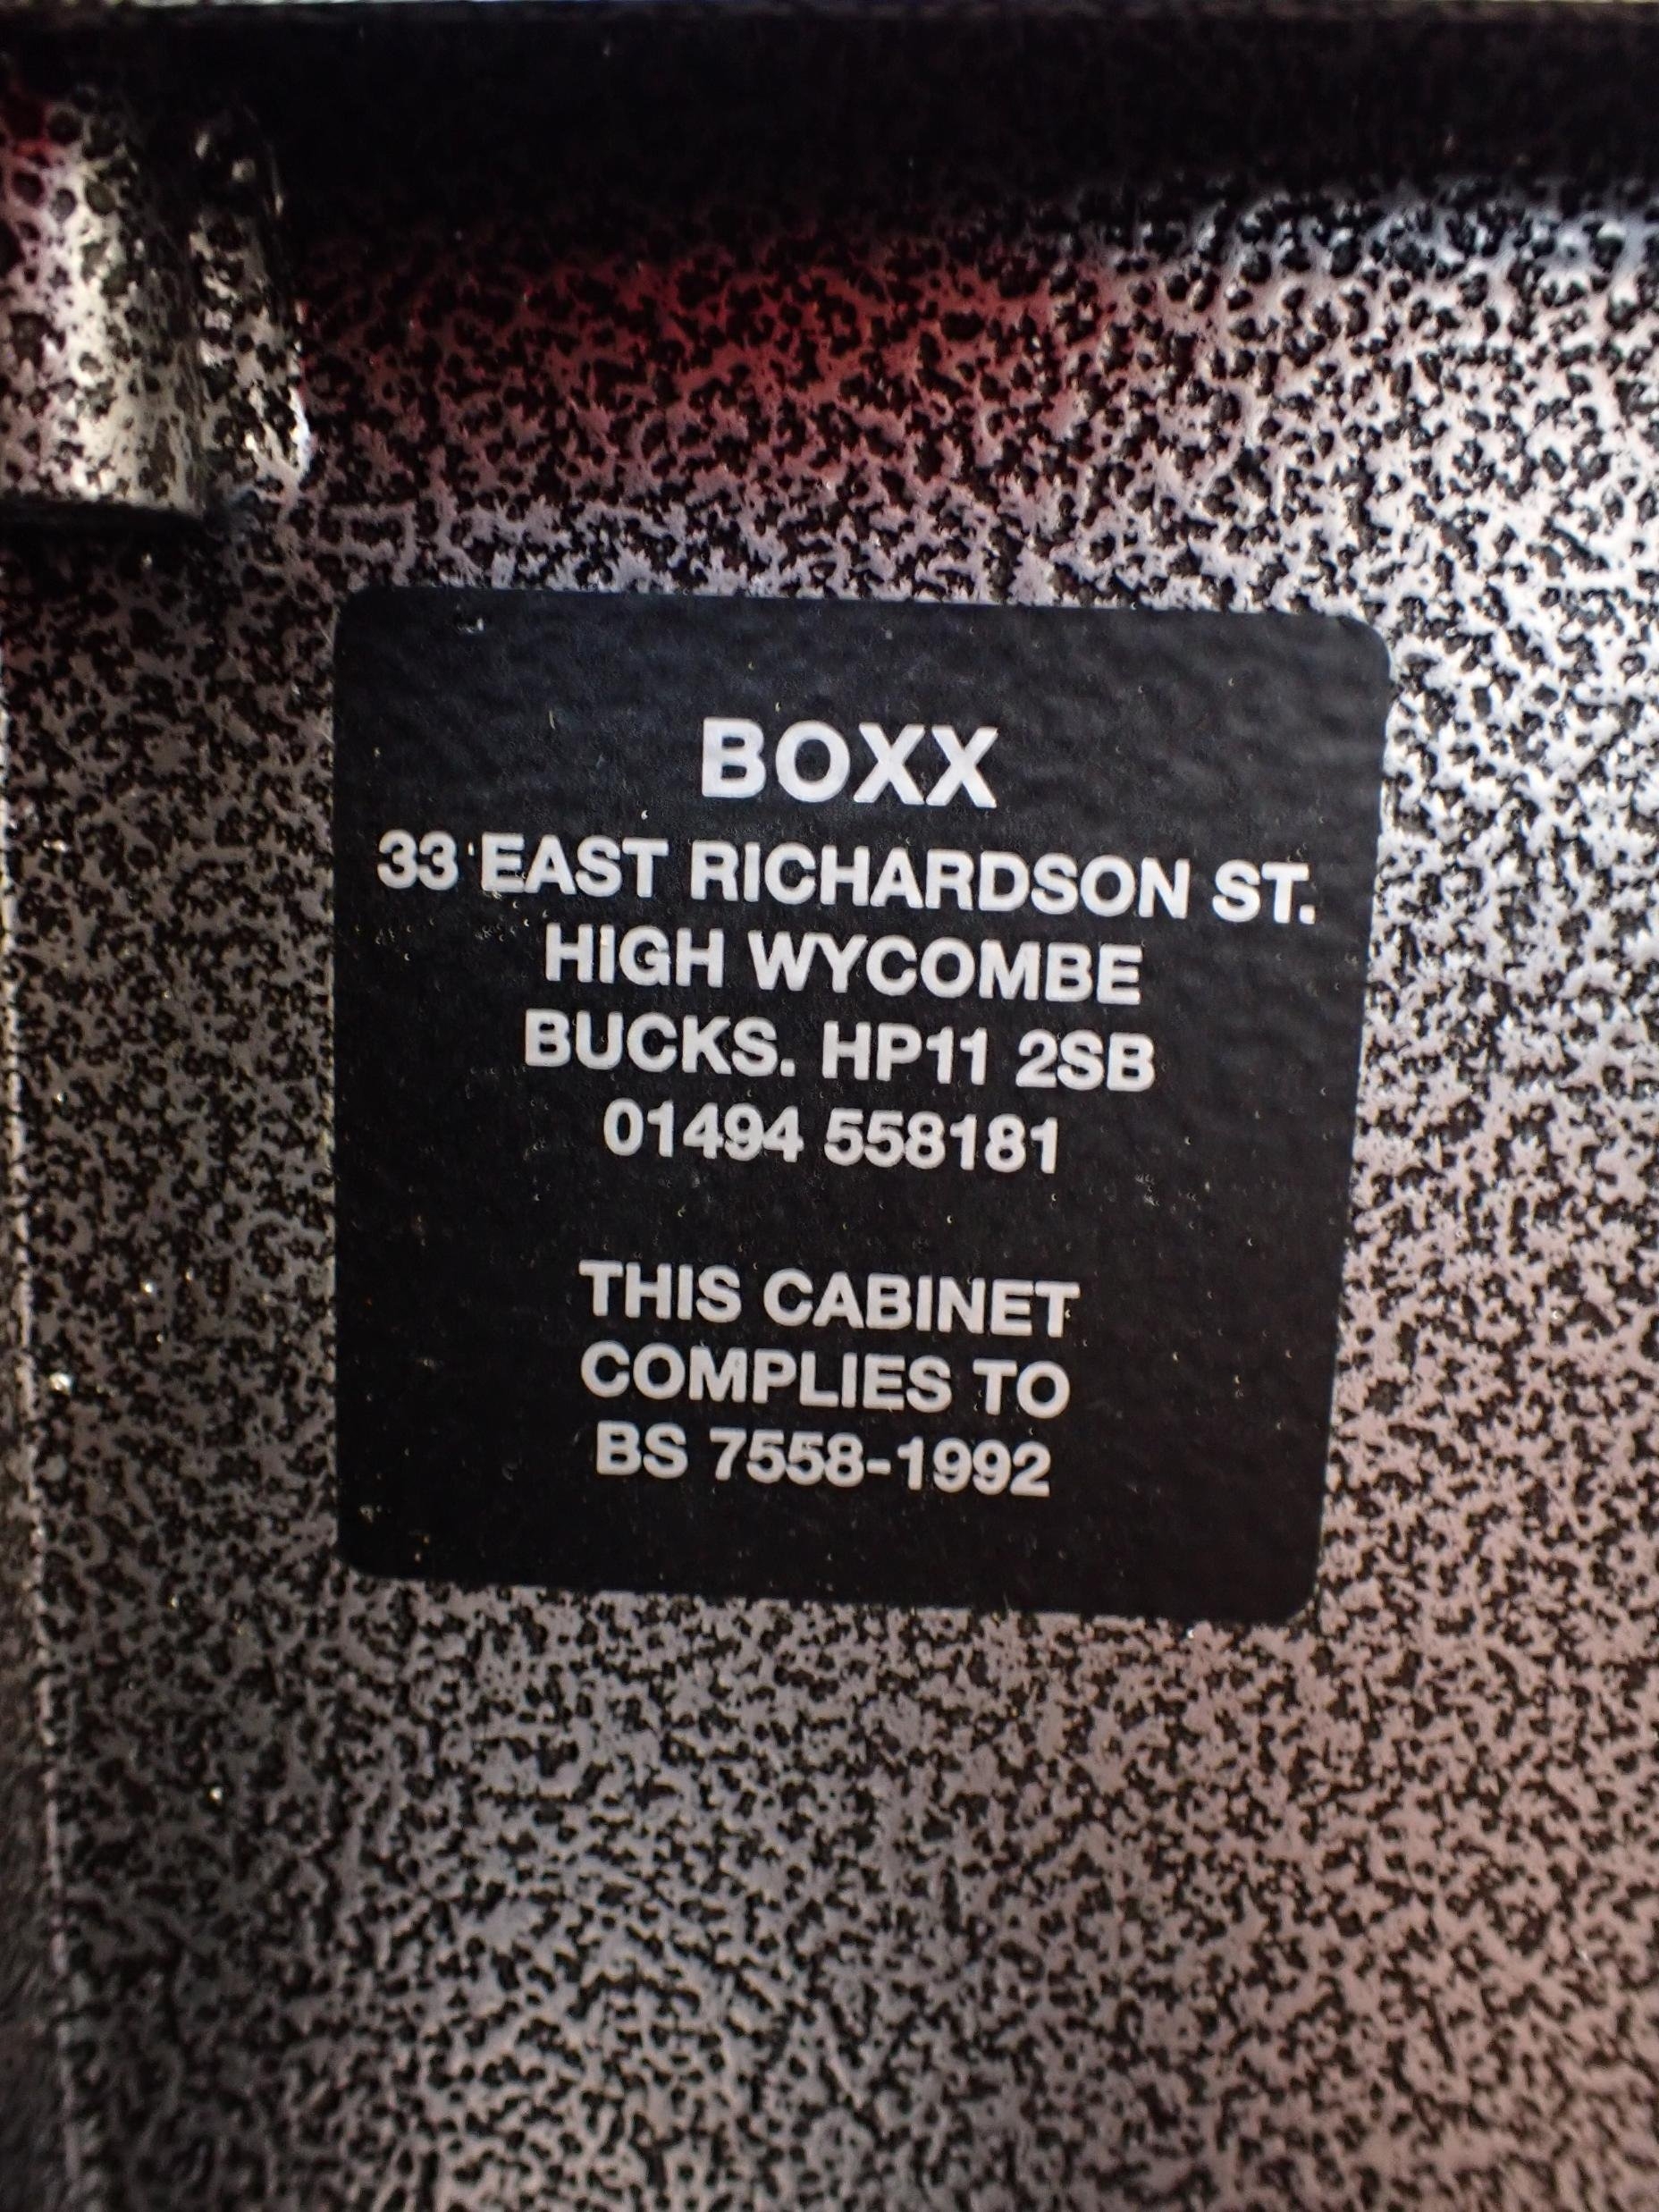 BOXX
33 EAST RICHARDSON ST.
HIGH WYCOMBE
BUCKS. HP11 2SB
01494 558181
THIS CABINET
COMPLIES TO
BS 7558-1992